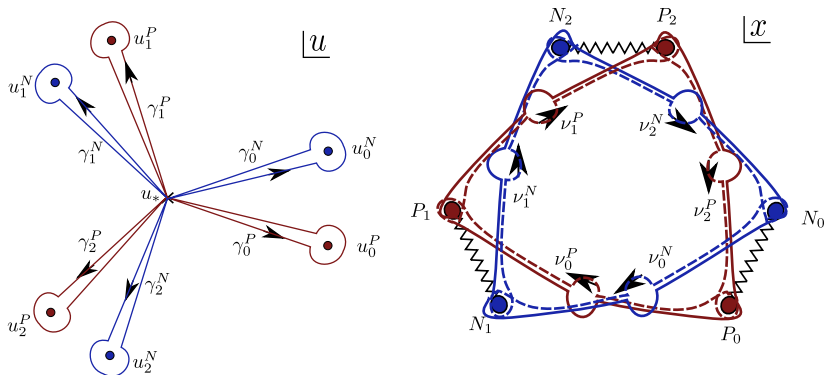 u
u_1^P
u_1^N
γ_1^P
γ_1^N
γ_0^N
u_0^N
u_*
γ_0^P
u_0^P
γ_2^P
γ_2^N
u_2^P
u_2^N
x
N_2
P_2
ν_1^P
ν_2^N
ν_1^N
ν_2^P
P_1
N_0
ν_0^P
ν_0^N
N_1
P_0